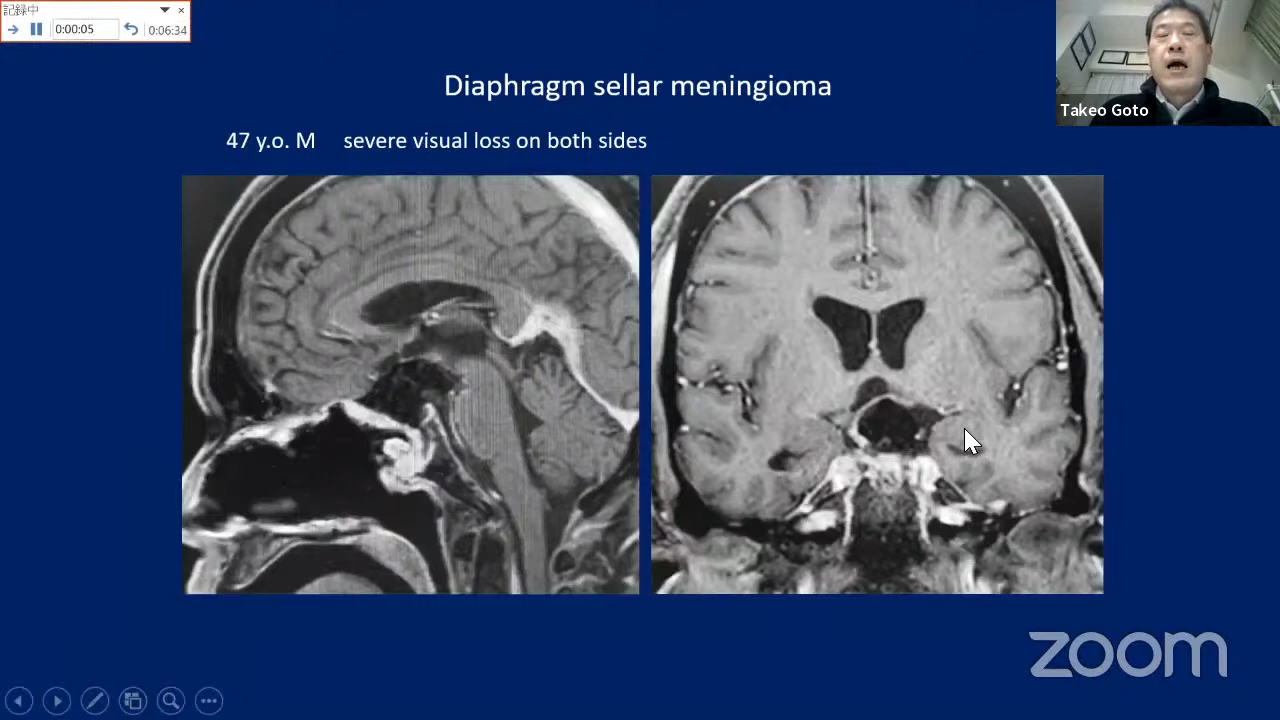 記録中
0:00:05
0:06:34
Diaphragm sellar meningioma
Takeo Goto
47 y.o. M severe visual loss on both sides
zoom